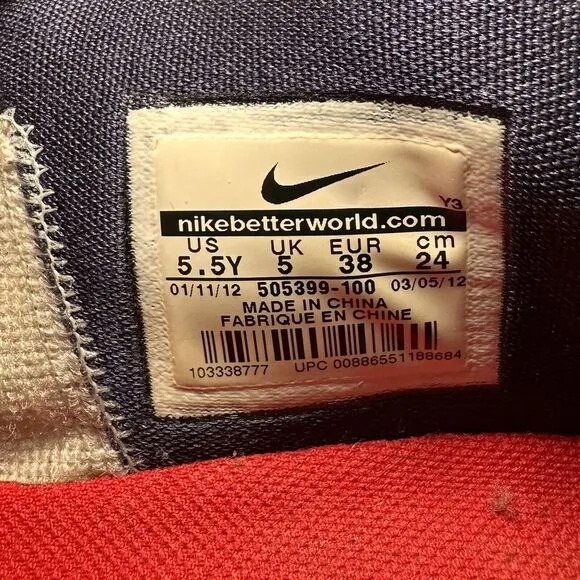 Y3
nikebetterworld.com
US UK EUR cm
5.5Y 5 38 24
01/11/12 505399-100 03/05/12
MADE IN CHINA
FABRIQUE EN CHINE
103338777 UPC 00886551188684